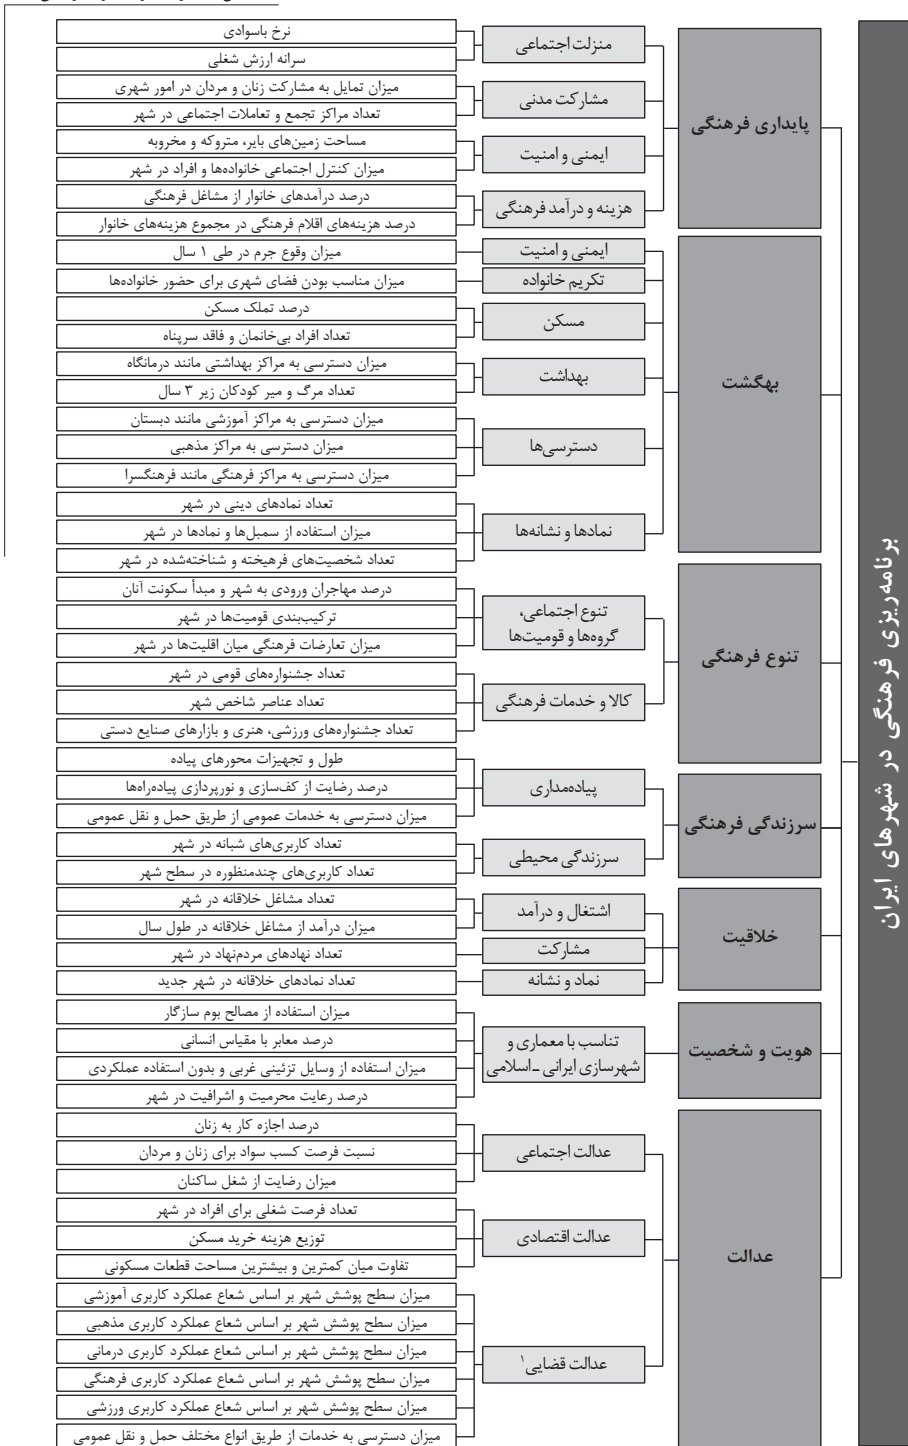 برنامه‌ریزی فرهنگی در شهرهای ایران
پایداری فرهنگی
منزلت اجتماعی
نرخ باسوادی
سرانه ارزش شغلی
مشارکت مدنی
میزان تمایل به مشارکت زنان و مردان در امور شهری
تعداد مراکز تجمع و تعاملات اجتماعی در شهر
ایمنی و امنیت
مساحت زمین‌های بایر، متروکه و مخروبه
میزان کنترل اجتماعی خانواده‌ها و افراد در شهر
هزینه و درآمد فرهنگی
درصد درآمدهای خانوار از مشاغل فرهنگی
درصد هزینه‌های اقلام فرهنگی در مجموع هزینه‌های خانوار
بهگشت
ایمنی و امنیت
میزان وقوع جرم در طی ۱ سال
تکریم خانواده
میزان مناسب بودن فضای شهری برای حضور خانواده‌ها
مسکن
درصد تملک مسکن
تعداد افراد بی‌خانمان و فاقد سرپناه
بهداشت
میزان دسترسی به مراکز بهداشتی مانند درمانگاه
تعداد مرگ و میر کودکان زیر ۳ سال
دسترسی‌ها
میزان دسترسی به مراکز آموزشی مانند دبستان
میزان دسترسی به مراکز مذهبی
میزان دسترسی به مراکز فرهنگی مانند فرهنگسرا
نمادها و نشانه‌ها
تعداد نمادهای دینی در شهر
میزان استفاده از سمبل‌ها و نمادها در شهر
تعداد شخصیت‌های فرهیخته و شناخته‌شده در شهر
تنوع فرهنگی
تنوع اجتماعی،
گروه‌ها و قومیت‌ها
درصد مهاجران ورودی به شهر و مبدأ سکونت آنان
ترکیب‌بندی قومیت‌ها در شهر
میزان تعارضات فرهنگی میان اقلیت‌ها در شهر
کالا و خدمات فرهنگی
تعداد جشنواره‌های قومی در شهر
تعداد عناصر شاخص شهر
تعداد جشنواره‌های ورزشی، هنری و بازارهای صنایع دستی
سرزندگی فرهنگی
پیاده‌مداری
طول و تجهیزات محورهای پیاده
درصد رضایت از کف‌سازی و نورپردازی پیاده‌راه‌ها
میزان دسترسی به خدمات عمومی از طریق حمل و نقل عمومی
سرزندگی محیطی
تعداد کاربری‌های شبانه در شهر
تعداد کاربری‌های چندمنظوره در سطح شهر
خلاقیت
اشتغال و درآمد
تعداد مشاغل خلاقانه در شهر
میزان درآمد از مشاغل خلاقانه در طول سال
مشارکت
تعداد نهادهای مردم‌نهاد در شهر
نماد و نشانه
تعداد نمادهای خلاقانه در شهر جدید
هویت و شخصیت
تناسب با معماری و
شهرسازی ایرانی ـ اسلامی
میزان استفاده از مصالح بوم سازگار
درصد معابر با مقیاس انسانی
میزان استفاده از وسایل تزئینی غربی و بدون استفاده عملکردی
درصد رعایت محرمیت و اشرافیت در شهر
عدالت
عدالت اجتماعی
درصد اجازه کار به زنان
نسبت فرصت کسب سواد برای زنان و مردان
میزان رضایت از شغل ساکنان
عدالت اقتصادی
تعداد فرصت شغلی برای افراد در شهر
توزیع هزینه خرید مسکن
تفاوت میان کمترین و بیشترین مساحت قطعات مسکونی
عدالت قضایی۱
میزان سطح پوشش شهر بر اساس شعاع عملکرد کاربری آموزشی
میزان سطح پوشش شهر بر اساس شعاع عملکرد کاربری مذهبی
میزان سطح پوشش شهر بر اساس شعاع عملکرد کاربری درمانی
میزان سطح پوشش شهر بر اساس شعاع عملکرد کاربری فرهنگی
میزان سطح پوشش شهر بر اساس شعاع عملکرد کاربری ورزشی
میزان دسترسی به خدمات از طریق انواع مختلف حمل و نقل عمومی